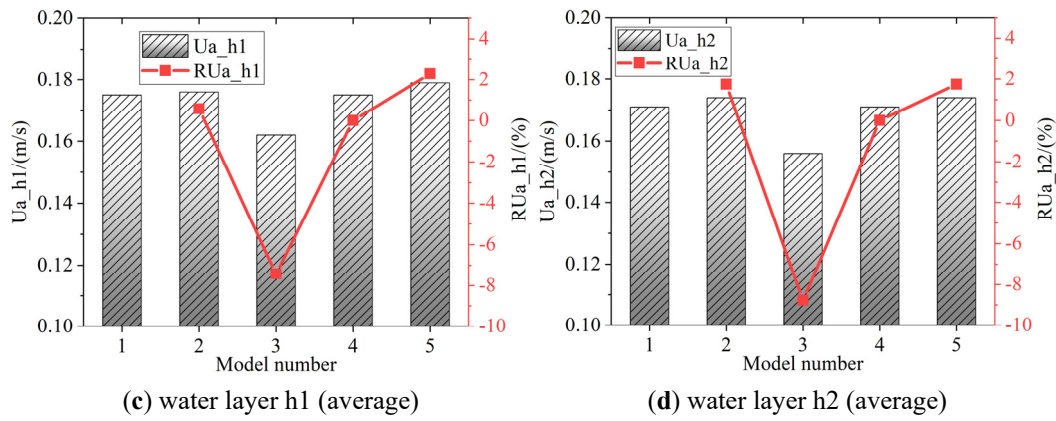 0.20
0.18
0.16
0.14
0.12
0.10
Ua_h1/(m/s)
Ua_h1
RUa_h1
4
2
0
-2
-4
-6
-8
-10
RUa_h1/(%)
1 2 3 4 5
Model number
(c) water layer h1 (average)
0.20
0.18
0.16
0.14
0.12
0.10
Ua_h2/(m/s)
Ua_h2
RUa_h2
4
2
0
-2
-4
-6
-8
-10
RUa_h2/(%)
1 2 3 4 5
Model number
(d) water layer h2 (average)